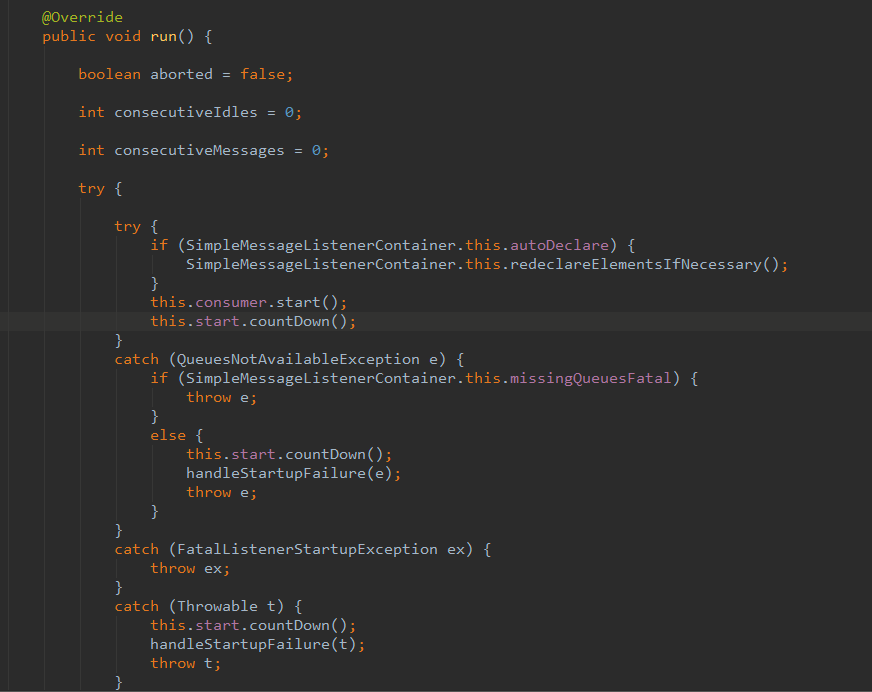 @Override
public void run() {
boolean aborted = false;
int consecutiveIdles = 0;
int consecutiveMessages = 0;
try {
try {
if (SimpleMessageListenerContainer.this.autoDeclare) {
SimpleMessageListenerContainer.this.redeclareElementsIfNecessary();
}
this.consumer.start();
this.start.countDown();
}
catch (QueuesNotAvailableException e) {
if (SimpleMessageListenerContainer.this.missingQueuesFatal) {
throw e;
}
else {
this.start.countDown();
handleStartupFailure(e);
throw e;
}
}
catch (FatalListenerStartupException ex) {
throw ex;
}
catch (Throwable t) {
this.start.countDown();
handleStartupFailure(t);
throw t;
}